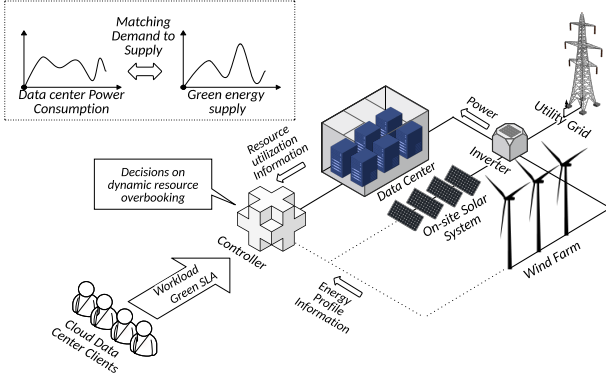 Matching
Demand to
Supply
Data center Power
Consumption
Green energy
supply
Utility Grid
Power
Inverter
Resource
utilization
Information
Data Center
On-site Solar
System
Wind Farm
Decisions on
dynamic resource
overbooking
Controller
Energy
Profile
Information
Workload
Green SLA
Cloud Data
Center Clients